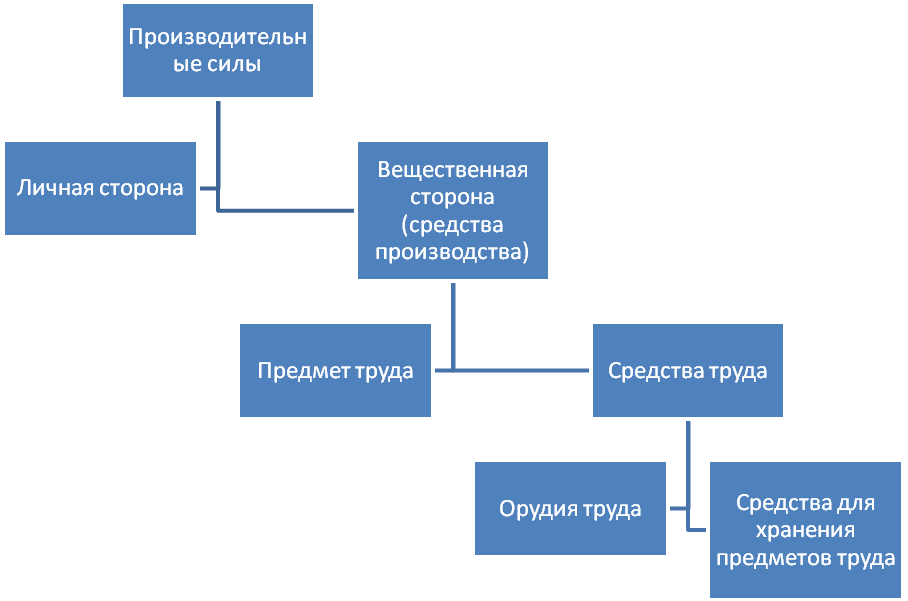 Производительн
ые силы
Личная сторона
Вещественная
сторона
(средства
производства)
Предмет труда
Средства труда
Орудия труда
Средства для
хранения
предметов труда